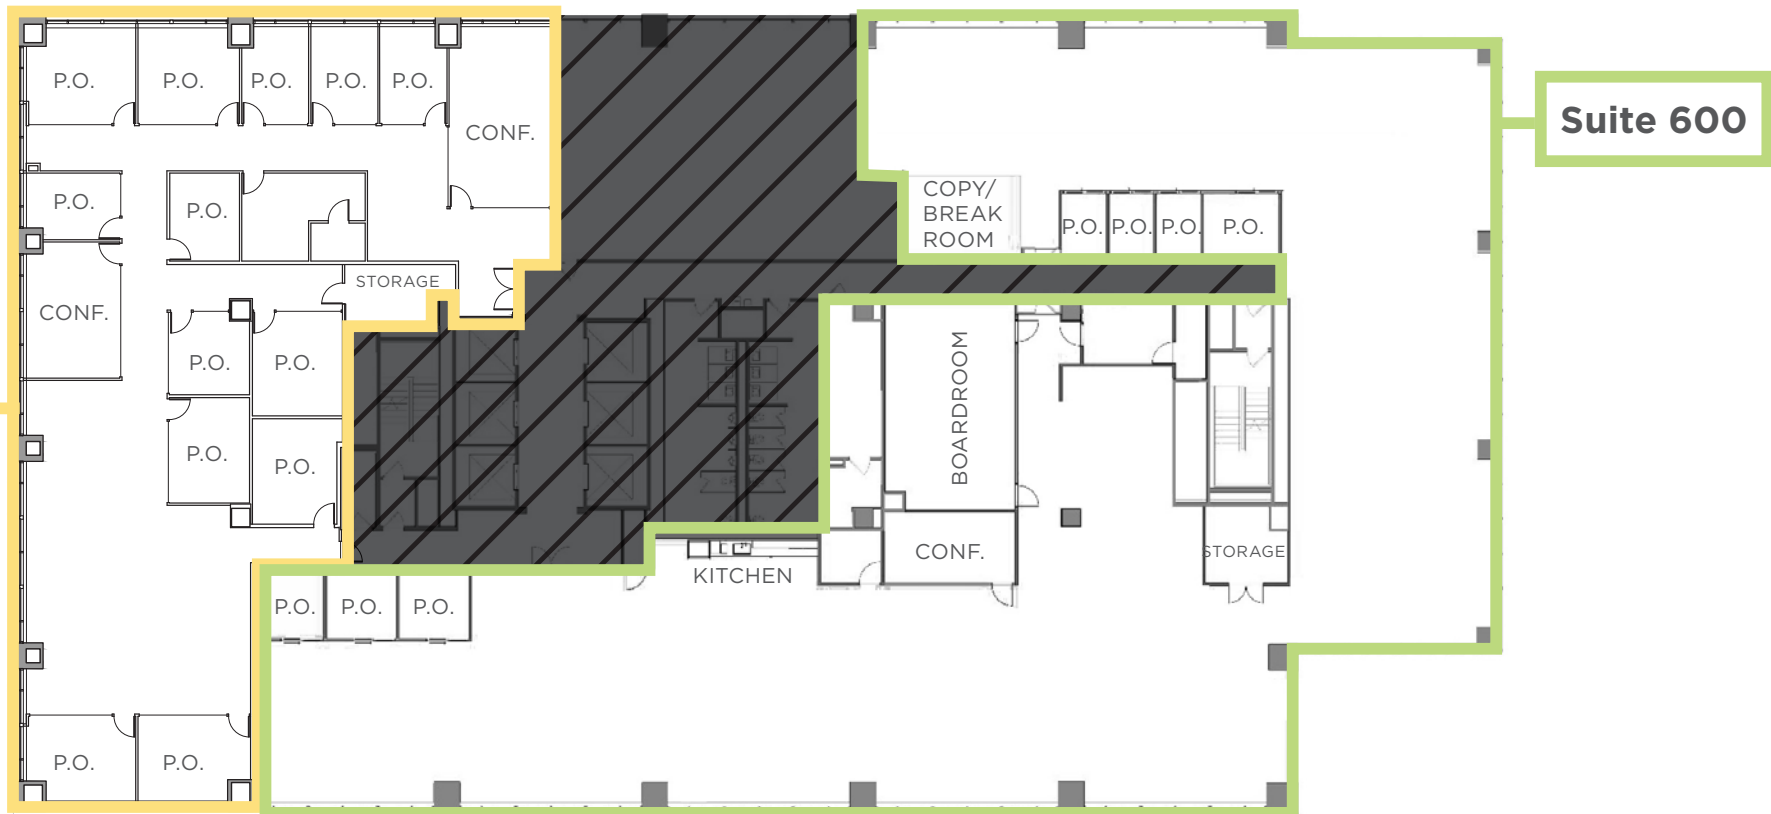 P.O.
P.O.
P.O.
P.O.
P.O.
CONF.
Suite 600
P.O.
P.O.
COPY/
BREAK
ROOM
P.O.
P.O.
P.O.
P.O.
STORAGE
CONF.
P.O.
P.O.
BOARDROOM
P.O.
P.O.
CONF.
STORAGE
KITCHEN
P.O.
P.O.
P.O.
P.O.
P.O.